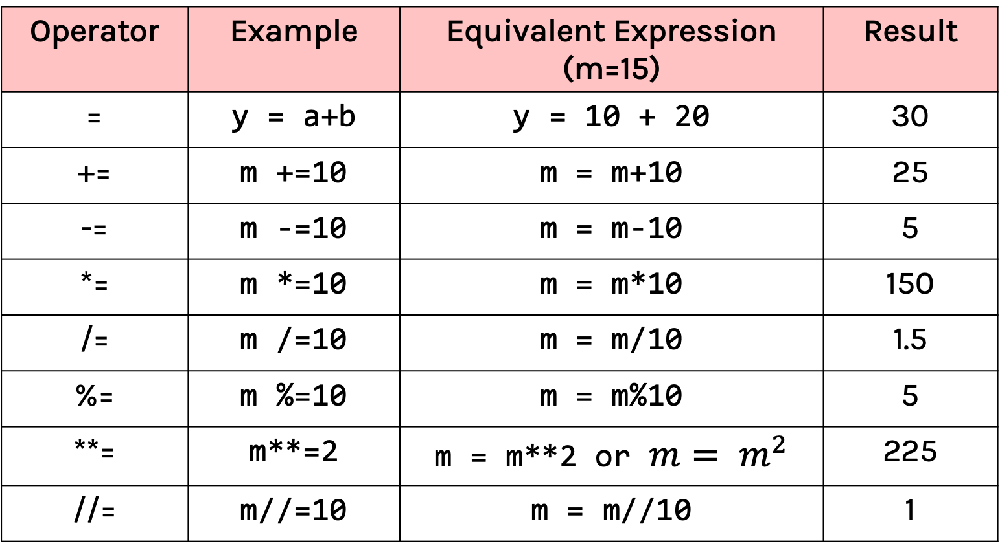 Operator Example Equivalent Expression Result
(m=15)
= y = a+b y = 10 + 20 30
+= m +=10 m = m+10 25
-= m -=10 m = m-10 5
*= m *=10 m = m*10 150
/= m /=10 m = m/10 1.5
%= m %=10 m = m%10 5
**= m**=2 m = m**2 or m = m² 225
//= m//=10 m = m//10 1